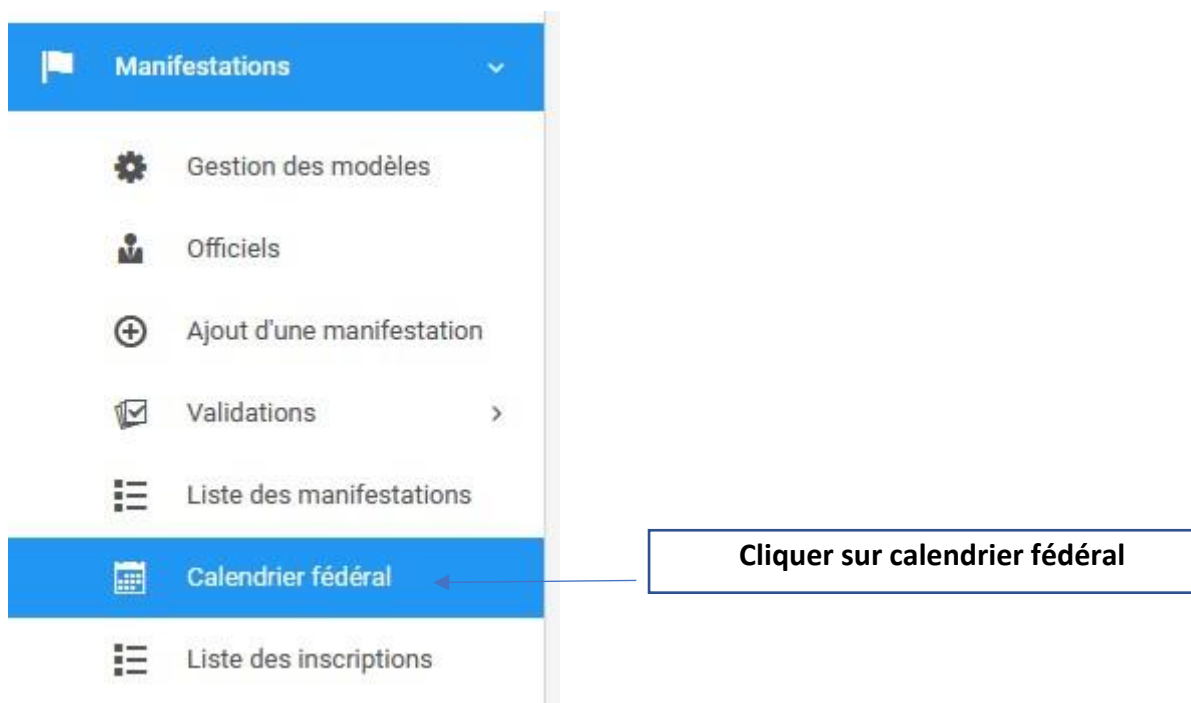 Manifestations
Gestion des modèles
Officiels
Ajout d'une manifestation
Validations
Liste des manifestations
Calendrier fédéral
Cliquer sur calendrier fédéral
Liste des inscriptions